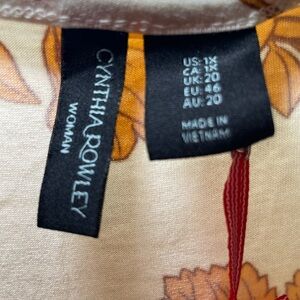 CYNTHIA ROWLEY
WOMAN
US: 1X
CA: 1X
UK: 20
EU: 46
AU: 20
MADE IN
VIETNAM